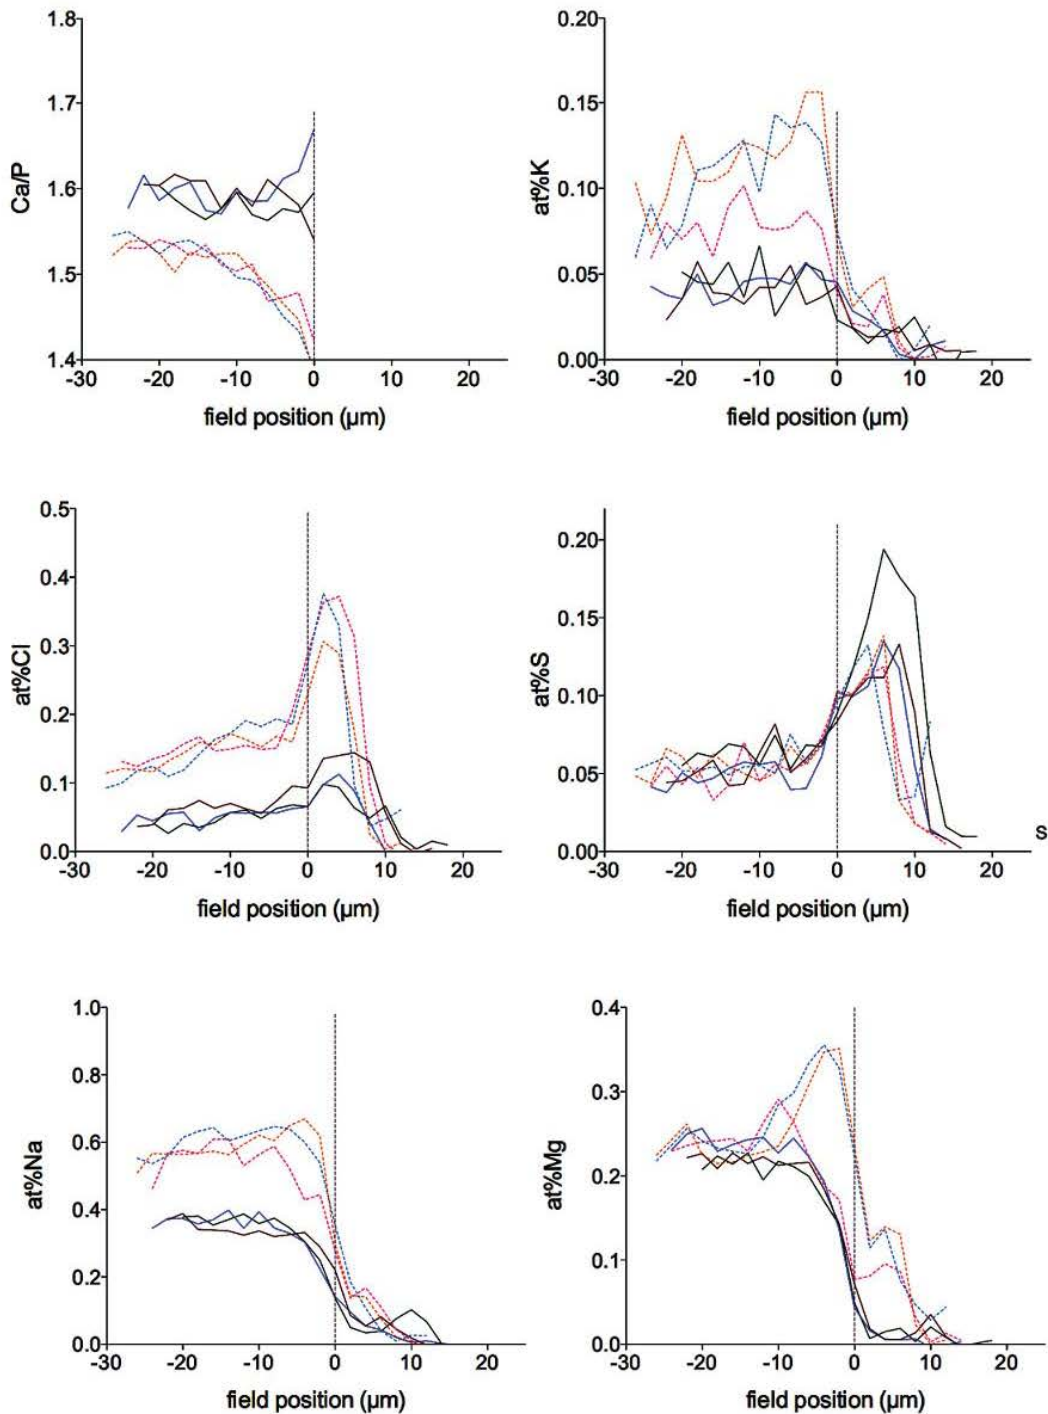 Ca/P
1.8
1.7
1.6
1.5
1.4
-30 -20 -10 0 10 20
field position (µm)
at%K
0.20
0.15
0.10
0.05
0.00
-30 -20 -10 0 10 20
field position (µm)
at%Cl
0.5
0.4
0.3
0.2
0.1
0.0
-30 -20 -10 0 10 20
field position (µm)
at%S
0.20
0.15
0.10
0.05
0.00
-30 -20 -10 0 10 20
field position (µm)
s
at%Na
1.0
0.8
0.6
0.4
0.2
0.0
-30 -20 -10 0 10 20
field position (µm)
at%Mg
0.4
0.3
0.2
0.1
0.0
-30 -20 -10 0 10 20
field position (µm)